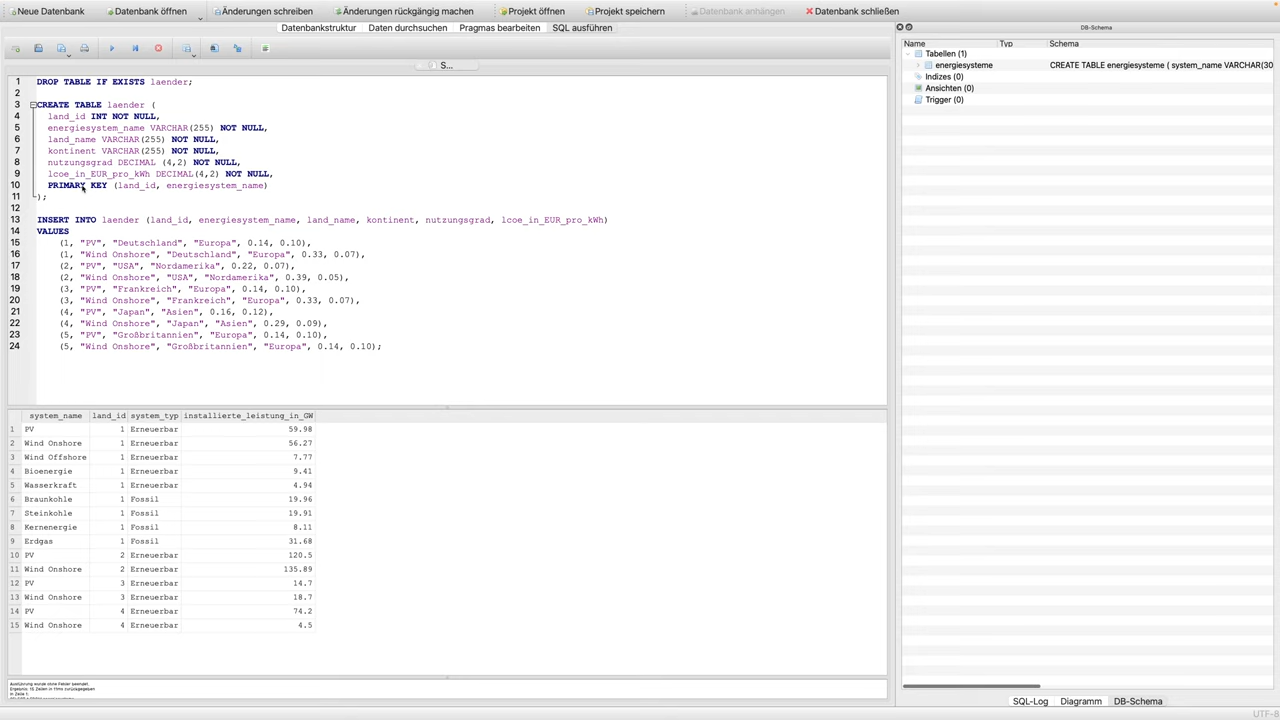 Neue Datenbank Datenbank öffnen Änderungen schreiben Änderungen rückgängig machen Projekt öffnen Projekt speichern Datenbank anhängen Datenbank schließen
Datenbankstruktur Daten durchsuchen Pragmas bearbeiten SQL ausführen
S...
1 DROP TABLE IF EXISTS laender;
2
3 CREATE TABLE laender (
4 land_id INT NOT NULL,
5 energiesystem_name VARCHAR(255) NOT NULL,
6 land_name VARCHAR(255) NOT NULL,
7 kontinent VARCHAR(255) NOT NULL,
8 nutzungsgrad DECIMAL (4,2) NOT NULL,
9 lcoe_in_EUR_pro_kWh DECIMAL(4,2) NOT NULL,
10 PRIMARY KEY (land_id, energiesystem_name)
11 );
12
13 INSERT INTO laender (land_id, energiesystem_name, land_name, kontinent, nutzungsgrad, lcoe_in_EUR_pro_kWh)
14 VALUES
15 (1, "PV", "Deutschland", "Europa", 0.14, 0.10),
16 (1, "Wind Onshore", "Deutschland", "Europa", 0.33, 0.07),
17 (2, "PV", "USA", "Nordamerika", 0.22, 0.07),
18 (2, "Wind Onshore", "USA", "Nordamerika", 0.39, 0.05),
19 (3, "PV", "Frankreich", "Europa", 0.14, 0.10),
20 (3, "Wind Onshore", "Frankreich", "Europa", 0.33, 0.07),
21 (4, "PV", "Japan", "Asien", 0.16, 0.12),
22 (4, "Wind Onshore", "Japan", "Asien", 0.29, 0.09),
23 (5, "PV", "Großbritannien", "Europa", 0.14, 0.10),
24 (5, "Wind Onshore", "Großbritannien", "Europa", 0.14, 0.10);
system_name land_id system_typ installierte_leistung_in_GW
1 PV 1 Erneuerbar 59.98
2 Wind Onshore 1 Erneuerbar 56.27
3 Wind Offshore 1 Erneuerbar 7.77
4 Bioenergie 1 Erneuerbar 9.41
5 Wasserkraft 1 Erneuerbar 4.94
6 Braunkohle 1 Fossil 19.96
7 Steinkohle 1 Fossil 19.91
8 Kernenergie 1 Fossil 8.11
9 Erdgas 1 Fossil 31.68
10 PV 2 Erneuerbar 120.5
11 Wind Onshore 2 Erneuerbar 135.89
12 PV 3 Erneuerbar 14.7
13 Wind Onshore 3 Erneuerbar 18.7
14 PV 4 Erneuerbar 74.2
15 Wind Onshore 4 Erneuerbar 4.5
Ausführung wurde ohne Fehler beendet.
Ergebnis: 15 Zeilen in 11ms zurückgegeben
In Zeile 1:
DB-Schema
Name Typ Schema
Tabellen (1)
energiesysteme CREATE TABLE energiesysteme ( system_name VARCHAR(30
Indizes (0)
Ansichten (0)
Trigger (0)
SQL-Log Diagramm DB-Schema
UTF-8